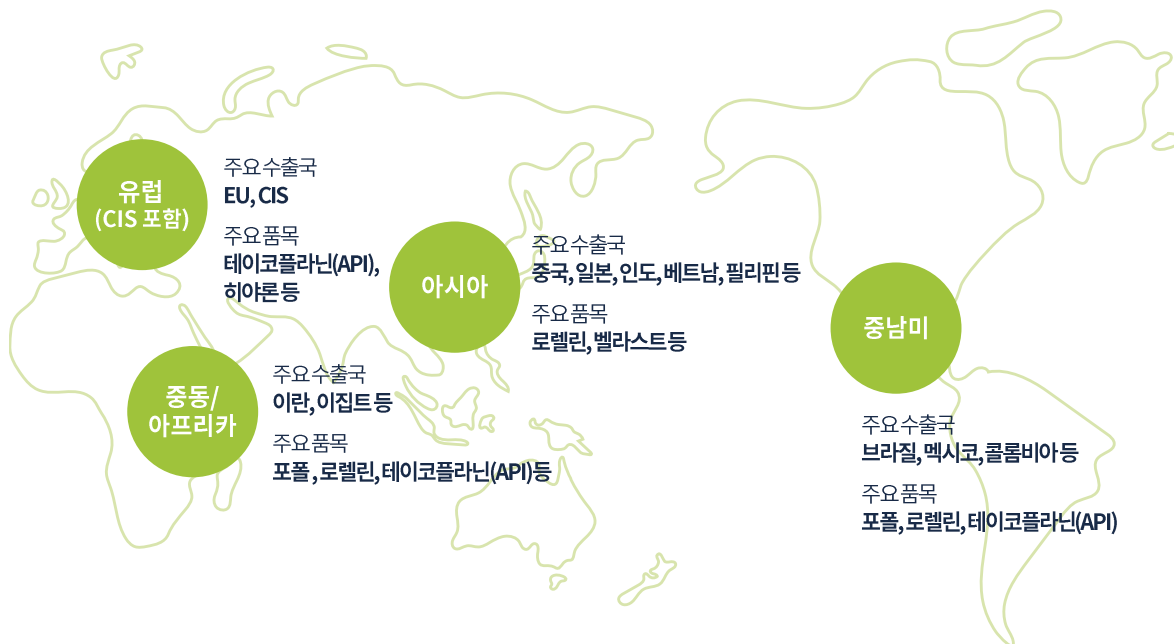 유럽
(CIS 포함)
주요 수출국
EU, CIS
주요 품목
테이코플라닌(API),
히야론 등
아시아
주요 수출국
중국, 일본, 인도, 베트남, 필리핀 등
주요 품목
로렐린, 벨라스트 등
중동/
아프리카
주요 수출국
이란, 이집트 등
주요 품목
포폴, 로렐린, 테이코플라닌(API)등
중남미
주요 수출국
브라질, 멕시코, 콜롬비아 등
주요 품목
포폴, 로렐린, 테이코플라닌(API)